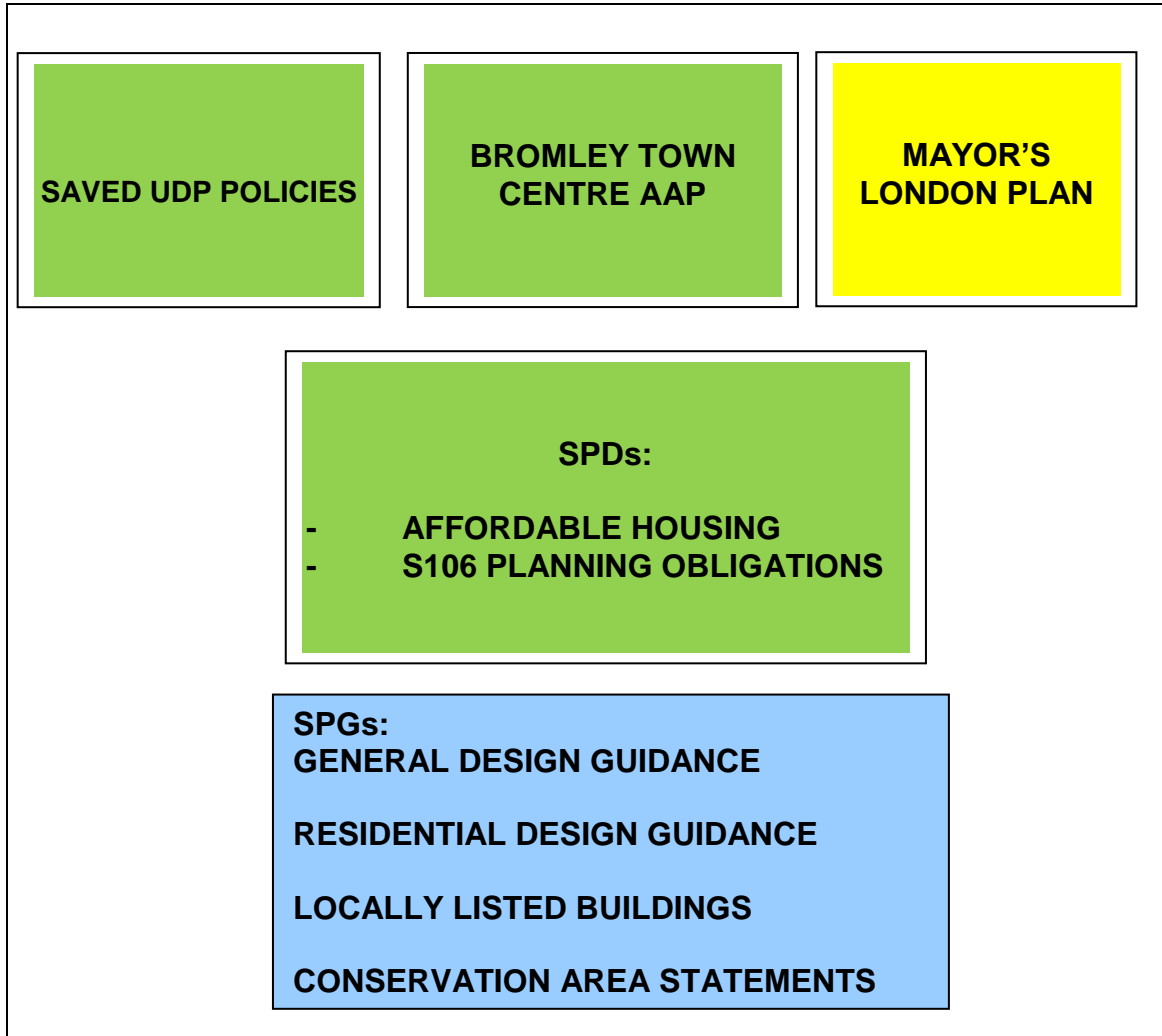 SAVED UDP POLICIES
BROMLEY TOWN
CENTRE AAP
MAYOR’S
LONDON PLAN
SPDs:
- AFFORDABLE HOUSING
- S106 PLANNING OBLIGATIONS
SPGs:
GENERAL DESIGN GUIDANCE
RESIDENTIAL DESIGN GUIDANCE
LOCALLY LISTED BUILDINGS
CONSERVATION AREA STATEMENTS